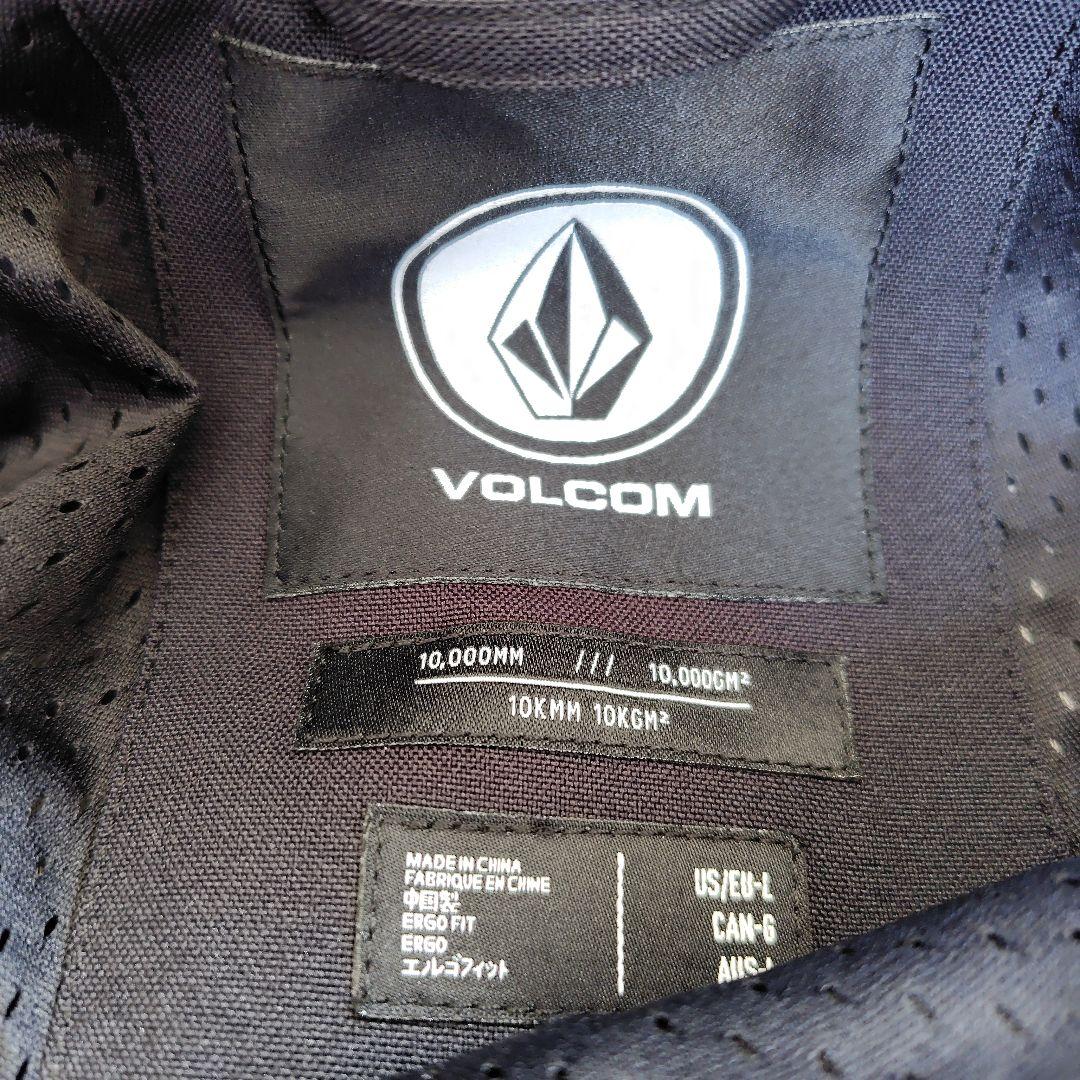 VOLCOM
10,000MM /// 10,000GM²
10KMM 10KGM²
MADE IN CHINA
FABRIQUE EN CHINE
中国製
ERGO FIT
ERGO
エルゴフィット
US/EU-L
CAN-G